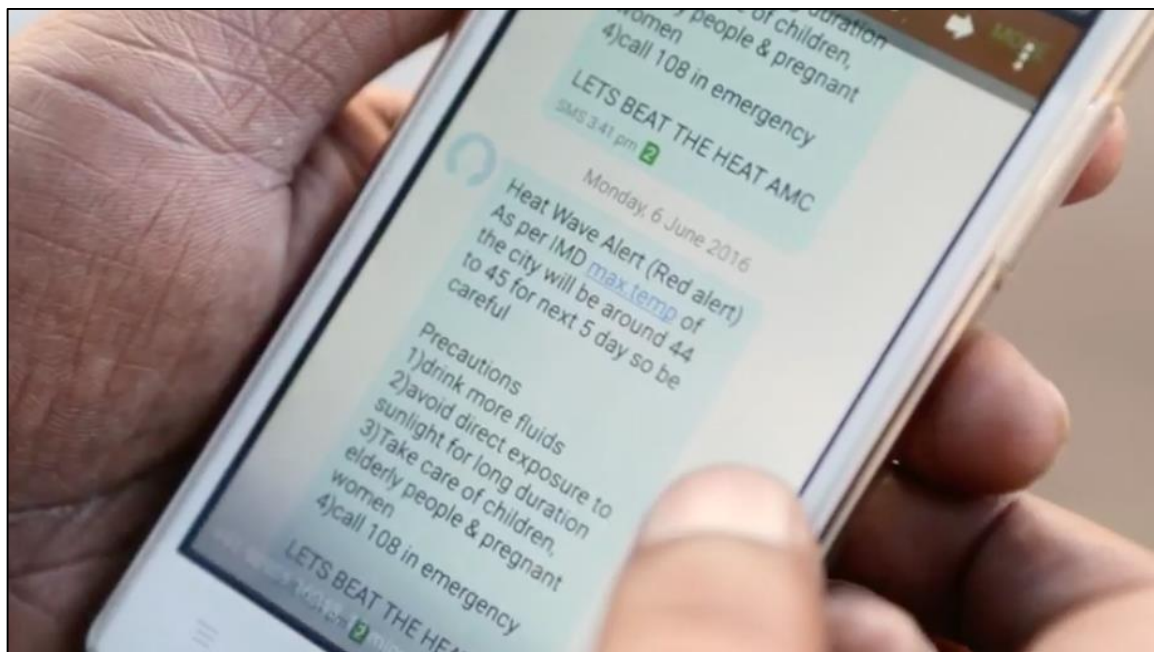 duration
of children,
people & pregnant
women
4)call 108 in emergency
LETS BEAT THE HEAT AMC
SMS 3:41 pm 2
Monday, 6 June 2016
Heat Wave Alert (Red alert)
As per IMD max.temp of
the city will be around 44
to 45 for next 5 day so be
careful
Precautions
1)drink more fluids
2)avoid direct exposure to
sunlight for long duration
3)Take care of children,
elderly people & pregnant
women
4)call 108 in emergency
LETS BEAT THE